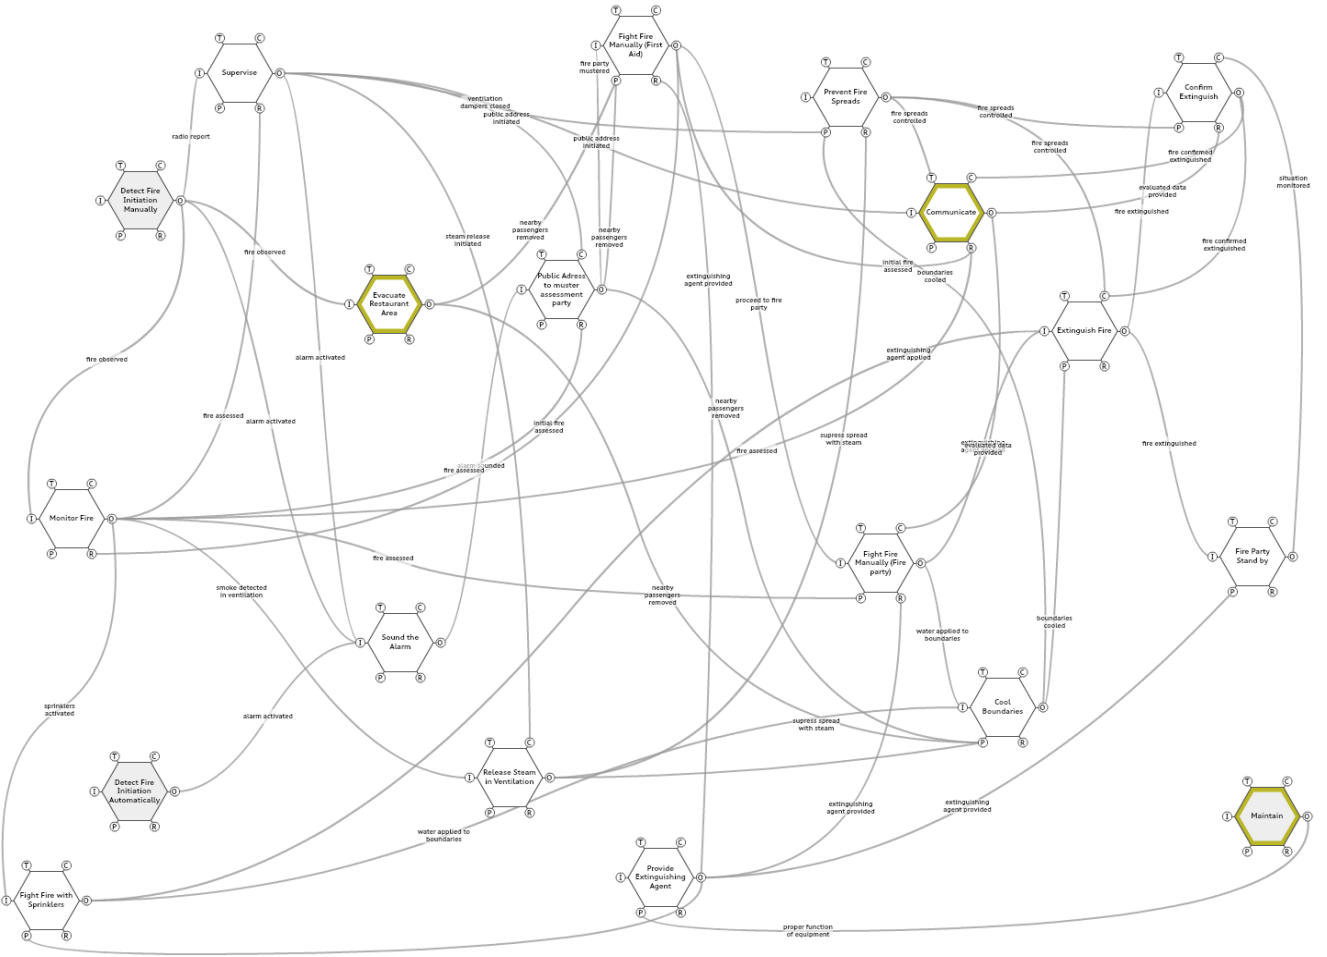 T
C
Fight Fire
Manually (First
Aid)
I
O
P
R
T
C
Supervise
I
O
P
R
T
C
Prevent Fire
Spreads
I
O
P
R
T
C
Confirm
Extinguish
I
O
P
R
fire party
mustered
ventilation
dampers closed
public address
initiated
public address
initiated
fire spreads
controlled
fire spreads
controlled
fire spreads
controlled
radio report
fire confirmed
extinguished
situation
monitored
evaluated data
provided
T
C
Detect Fire
Initiation
Manually
I
O
P
R
T
C
Communicate
I
O
P
R
fire extinguished
nearby
passengers
removed
nearby
passengers
removed
steam release
initiated
fire observed
fire confirmed
extinguished
initial fire
assessed
boundaries
cooled
extinguishing
agent provided
T
C
Evacuate
Restaurant
Area
I
O
P
R
T
C
Public Adress
to muster
assessment
party
I
O
P
R
proceed to fire
party
T
C
Extinguish Fire
I
O
P
R
fire observed
alarm activated
extinguishing
agent applied
nearby
passengers
removed
fire assessed
alarm activated
initial fire
assessed
supress spread
with steam
evaluated data
provided
fire extinguished
fire assessed
alarm sounded
fire assessed
T
C
Monitor Fire
I
O
P
R
T
C
Fire Party
Stand by
I
O
P
R
T
C
Fight Fire
Manually (Fire
party)
I
O
P
R
fire assessed
smoke detected
in ventilation
nearby
passengers
removed
T
C
Sound the
Alarm
I
O
P
R
water applied to
boundaries
boundaries
cooled
T
C
Cool
Boundaries
I
O
P
R
sprinklers
activated
alarm activated
supress spread
with steam
T
C
Release Steam
in Ventilation
I
O
P
R
T
C
Detect Fire
Initiation
Automatically
I
O
P
R
extinguishing
agent provided
extinguishing
agent provided
T
C
Maintain
I
O
P
R
water applied to
boundaries
T
C
Provide
Extinguishing
Agent
I
O
P
R
T
C
Fight Fire with
Sprinklers
I
O
P
R
proper function
of equipment